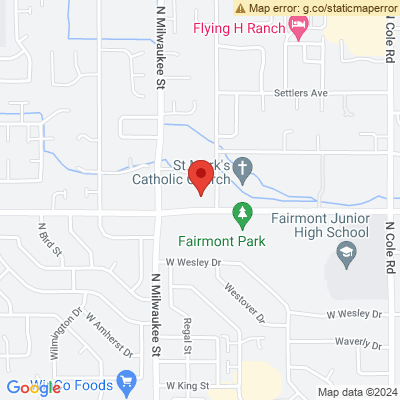 Map error: g.co/staticmaperror
Flying H Ranch
N Milwaukee St
N Cole Rd
Settlers Ave
St Mark's
Catholic Church
Fairmont Park
Fairmont Junior
High School
N Bird St
N Cole Rd
W Wesley Dr
N Milwaukee St
Westover Dr
W Wesley Dr
Wilmington Dr
W Amherst Dr
Regal St
Waverly Dr
WinCo Foods
W King St
Google
Map data ©2024